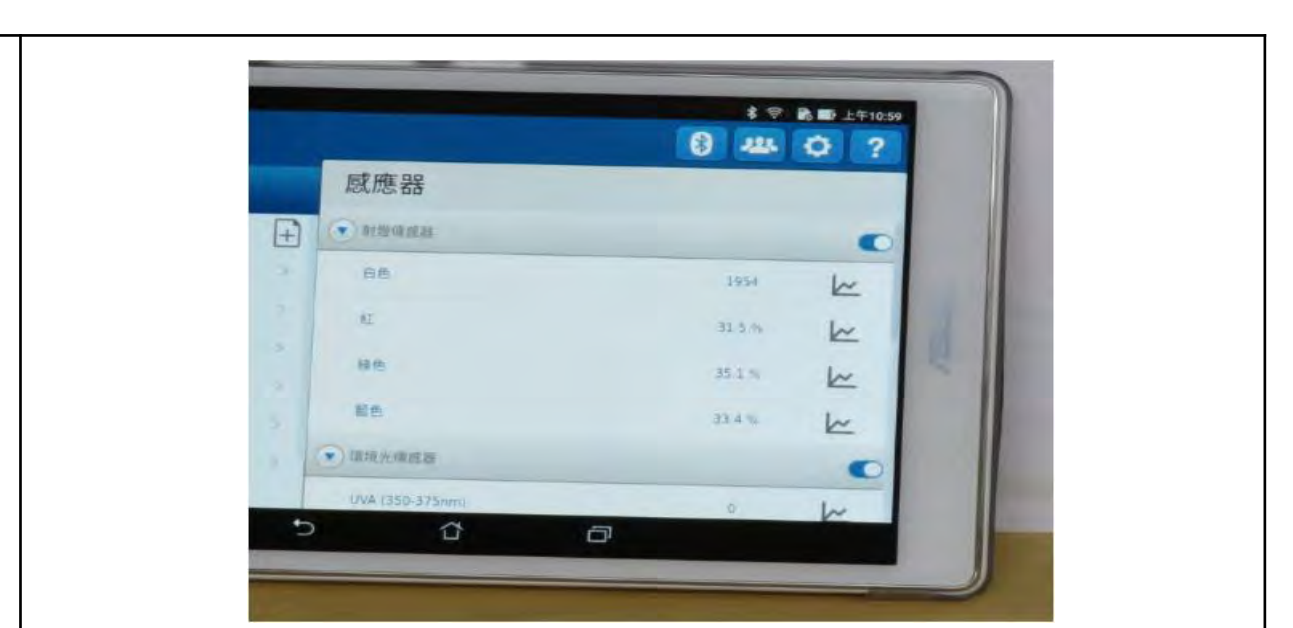 上午10:59
?
感應器
射燈傳感器
白色 1954
紅 31.5 %
綠色 35.1 %
藍色 33.4 %
環境光傳感器
UVA (350-375nm) 0